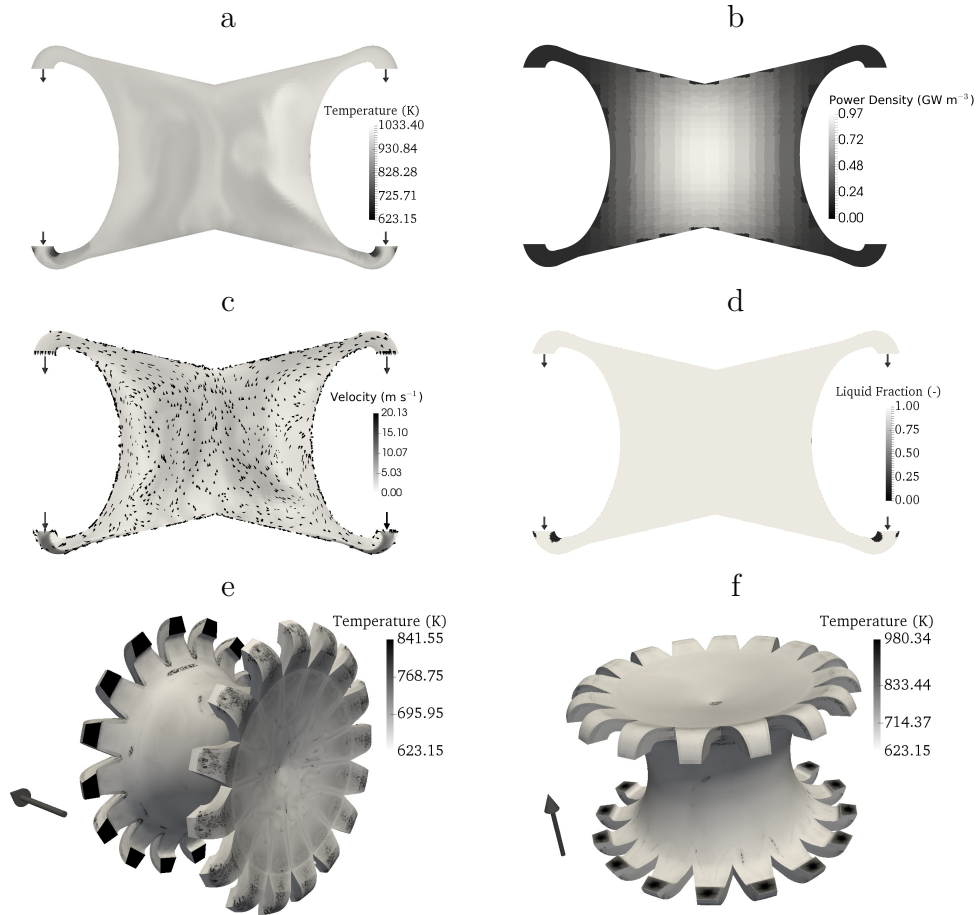 a
Temperature (K)
1033.40
930.84
828.28
725.71
623.15
b
Power Density (GW m⁻³)
0.97
0.72
0.48
0.24
0.00
c
Velocity (m s⁻¹)
20.13
15.10
10.07
5.03
0.00
d
Liquid Fraction (-)
1.00
0.75
0.50
0.25
0.00
e
Temperature (K)
841.55
768.75
695.95
623.15
f
Temperature (K)
980.34
833.44
714.37
623.15